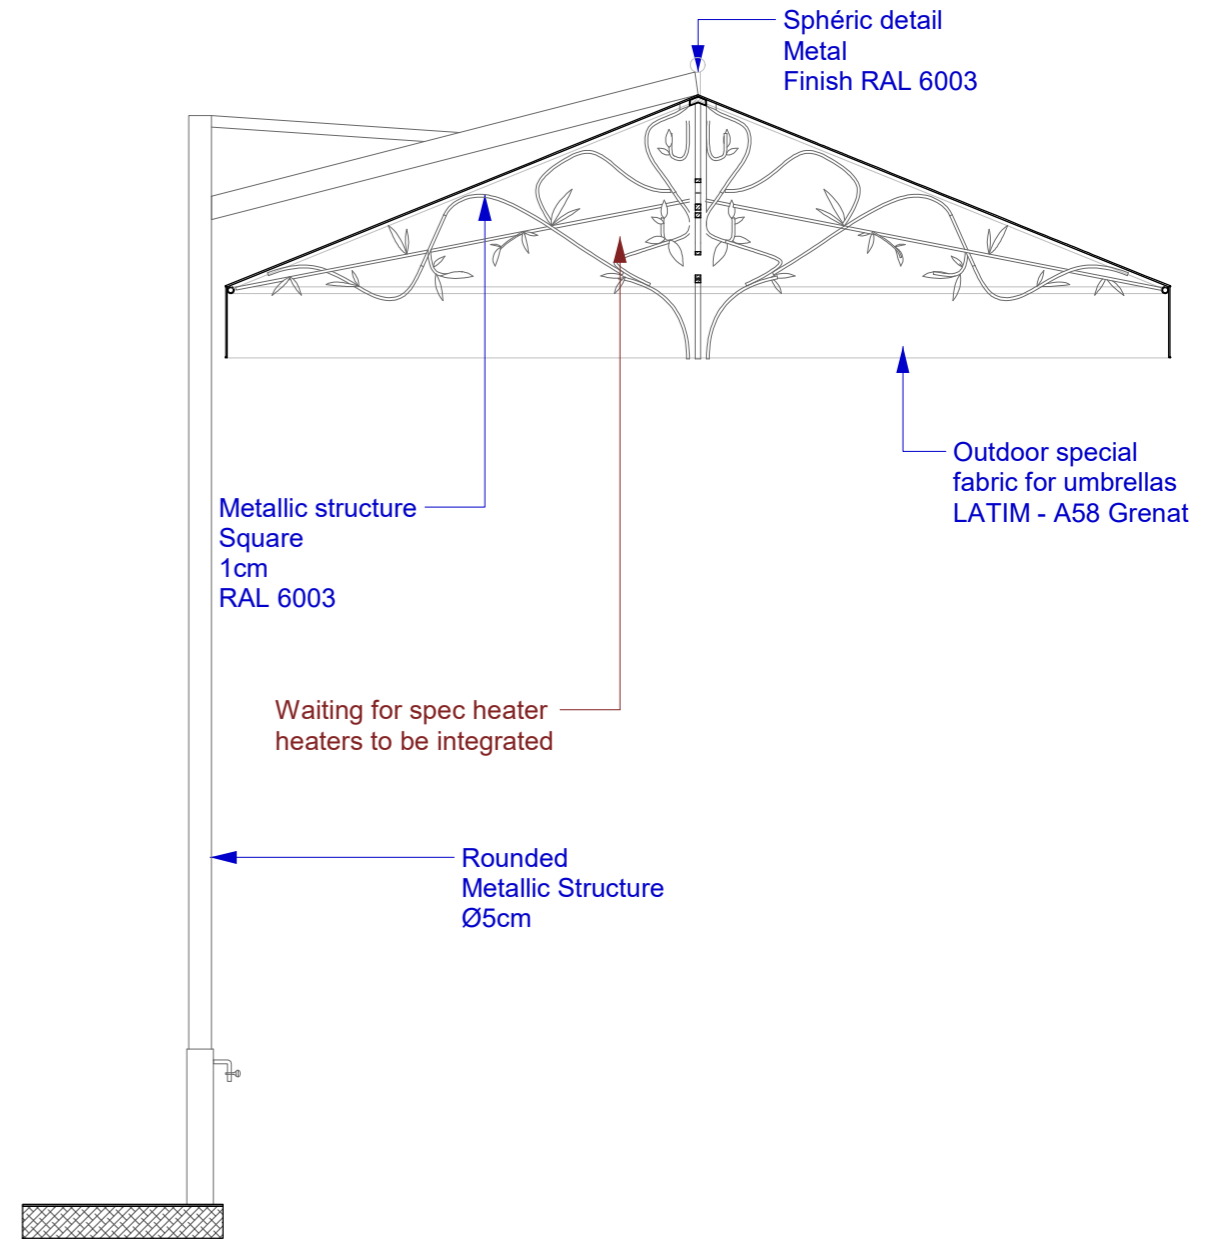 Sphéric detail
Metal
Finish RAL 6003
Outdoor special
fabric for umbrellas
LATIM - A58 Grenat
Metallic structure
Square
1cm
RAL 6003
Waiting for spec heater
heaters to be integrated
Rounded
Metallic Structure
Ø5cm